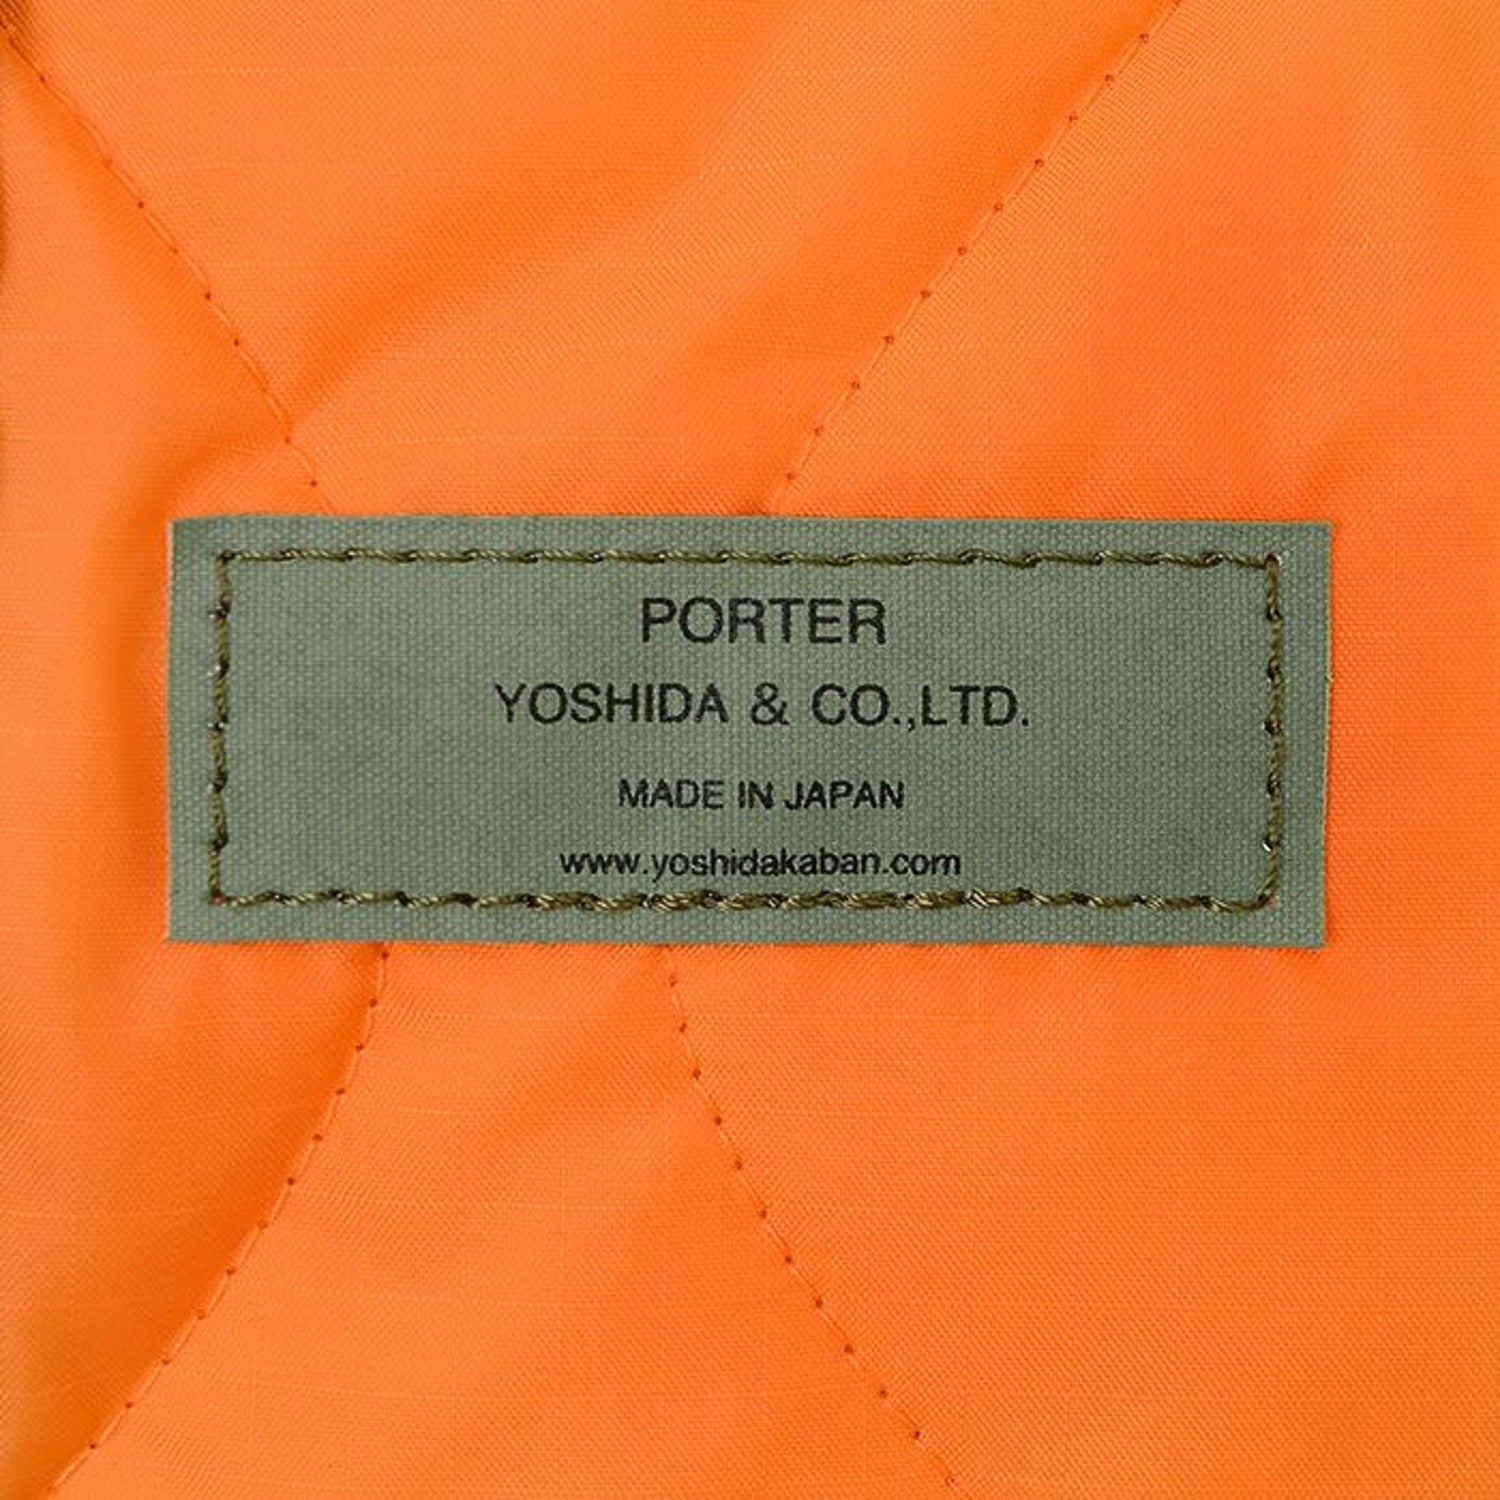 PORTER
YOSHIDA & CO.,LTD.
MADE IN JAPAN
www.yoshidakaban.com